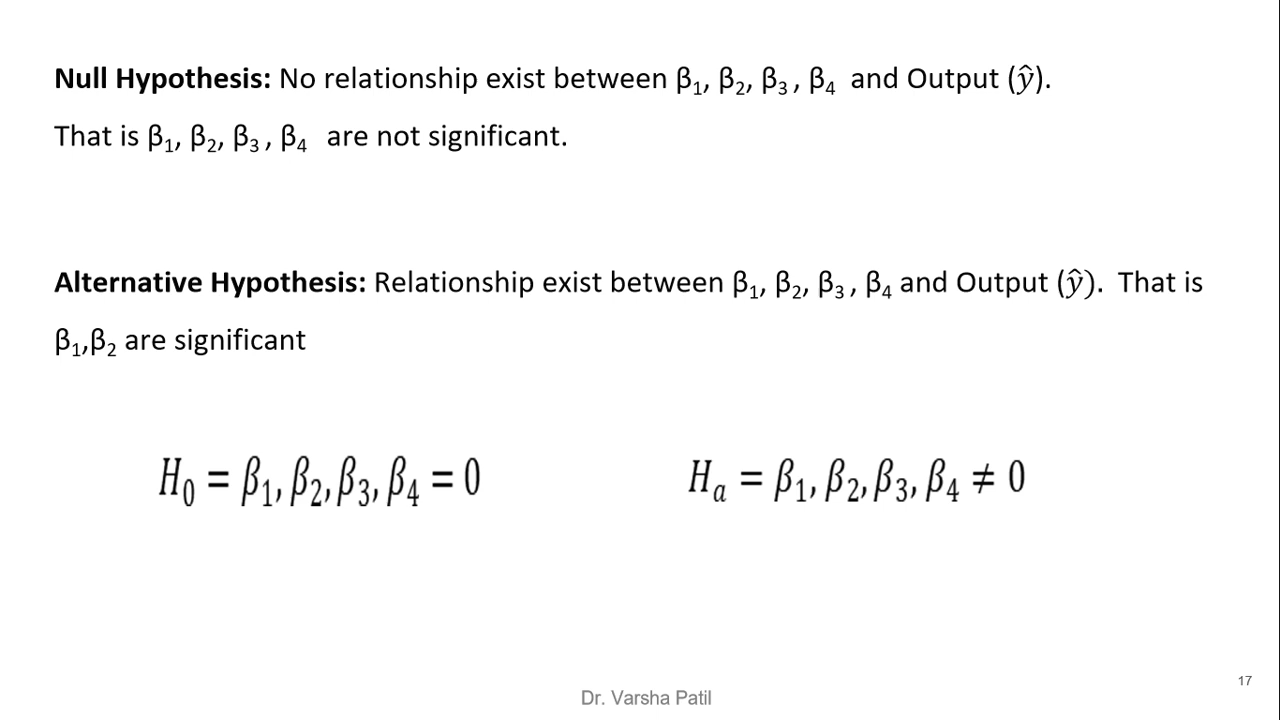 Null Hypothesis: No relationship exist between β₁, β₂, β₃ , β₄ and Output (ŷ).
That is β₁, β₂, β₃ , β₄ are not significant.
Alternative Hypothesis: Relationship exist between β₁, β₂, β₃ , β₄ and Output (ŷ). That is
β₁,β₂ are significant
H₀ = β₁, β₂, β₃, β₄ = 0
Hₐ = β₁, β₂, β₃, β₄ ≠ 0
17
Dr. Varsha Patil